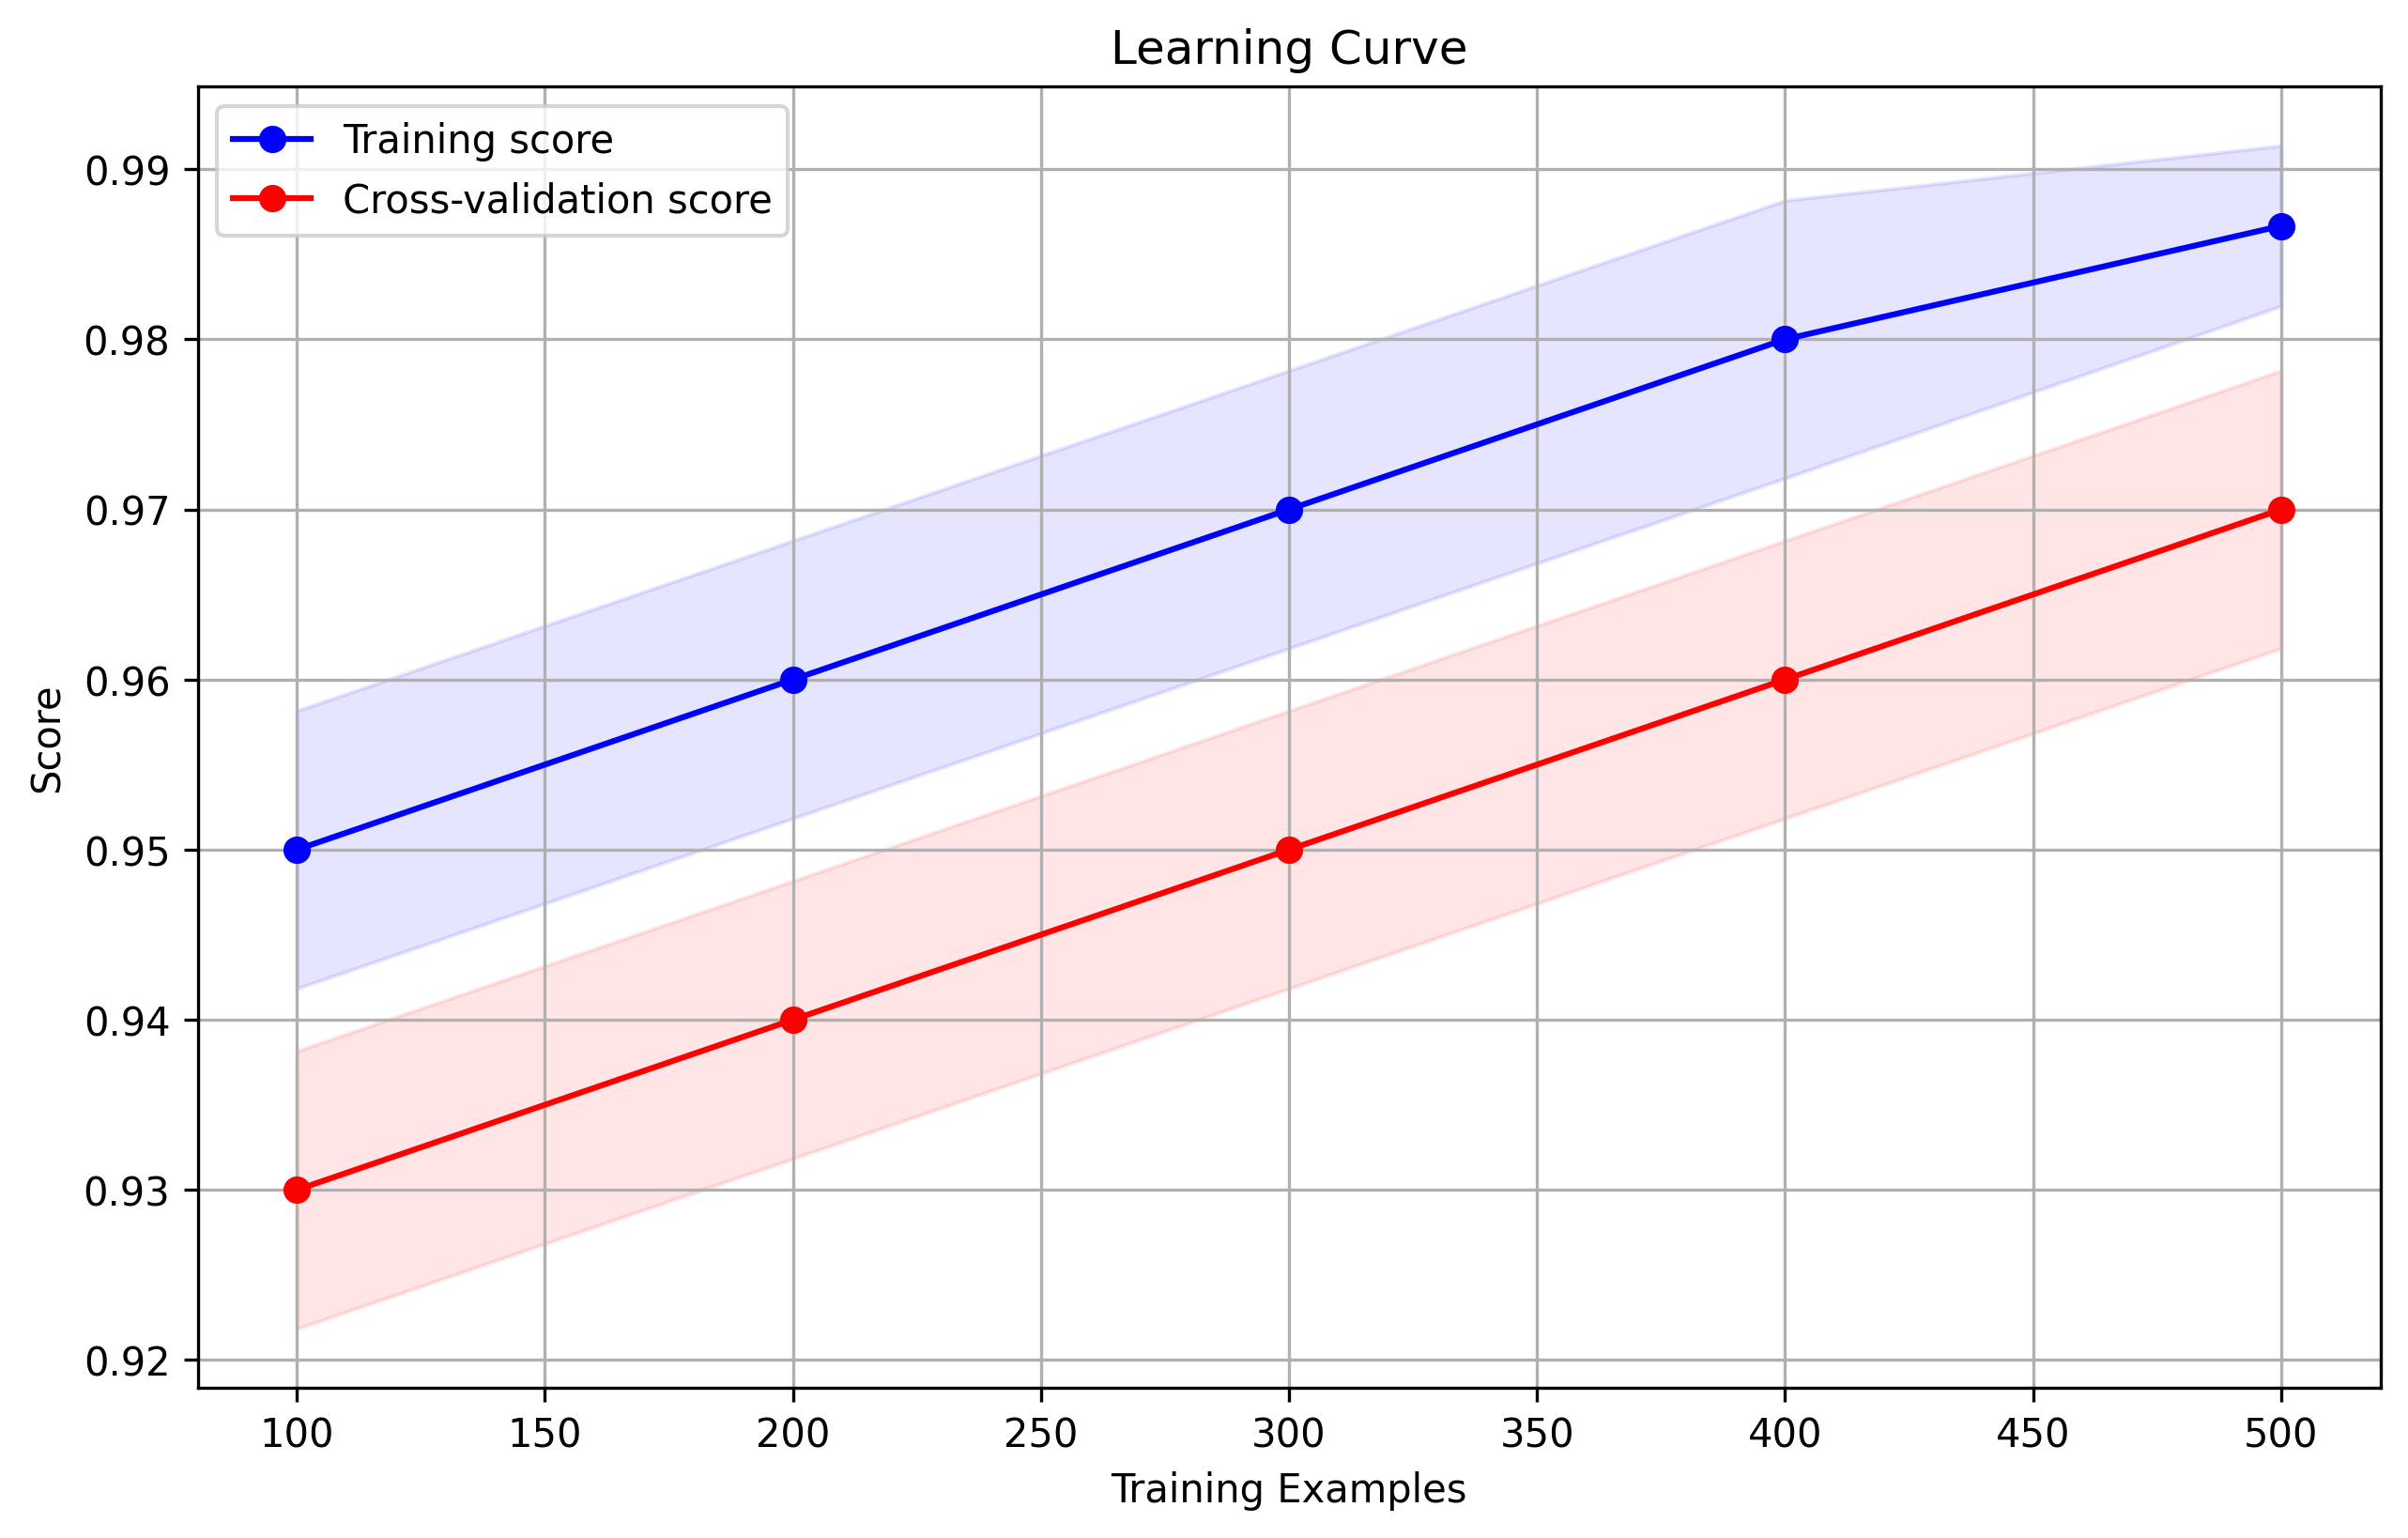 Learning Curve
Training score
Cross-validation score
0.99
0.98
0.97
0.96
0.95
0.94
0.93
0.92
Score
100 150 200 250 300 350 400 450 500
Training Examples